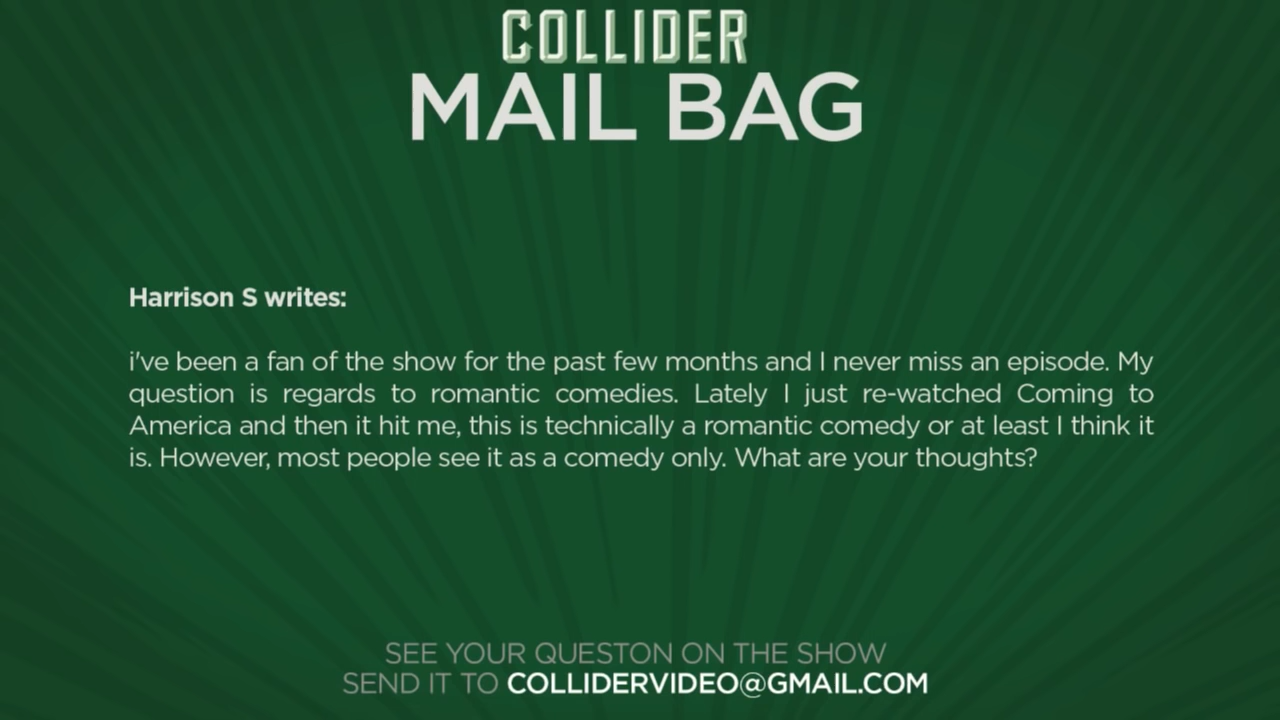 COLLIDER
MAIL BAG
Harrison S writes:
i've been a fan of the show for the past few months and I never miss an episode. My
question is regards to romantic comedies. Lately I just re-watched Coming to
America and then it hit me, this is technically a romantic comedy or at least I think it
is. However, most people see it as a comedy only. What are your thoughts?
SEE YOUR QUESTON ON THE SHOW
SEND IT TO COLLIDERVIDEO@GMAIL.COM